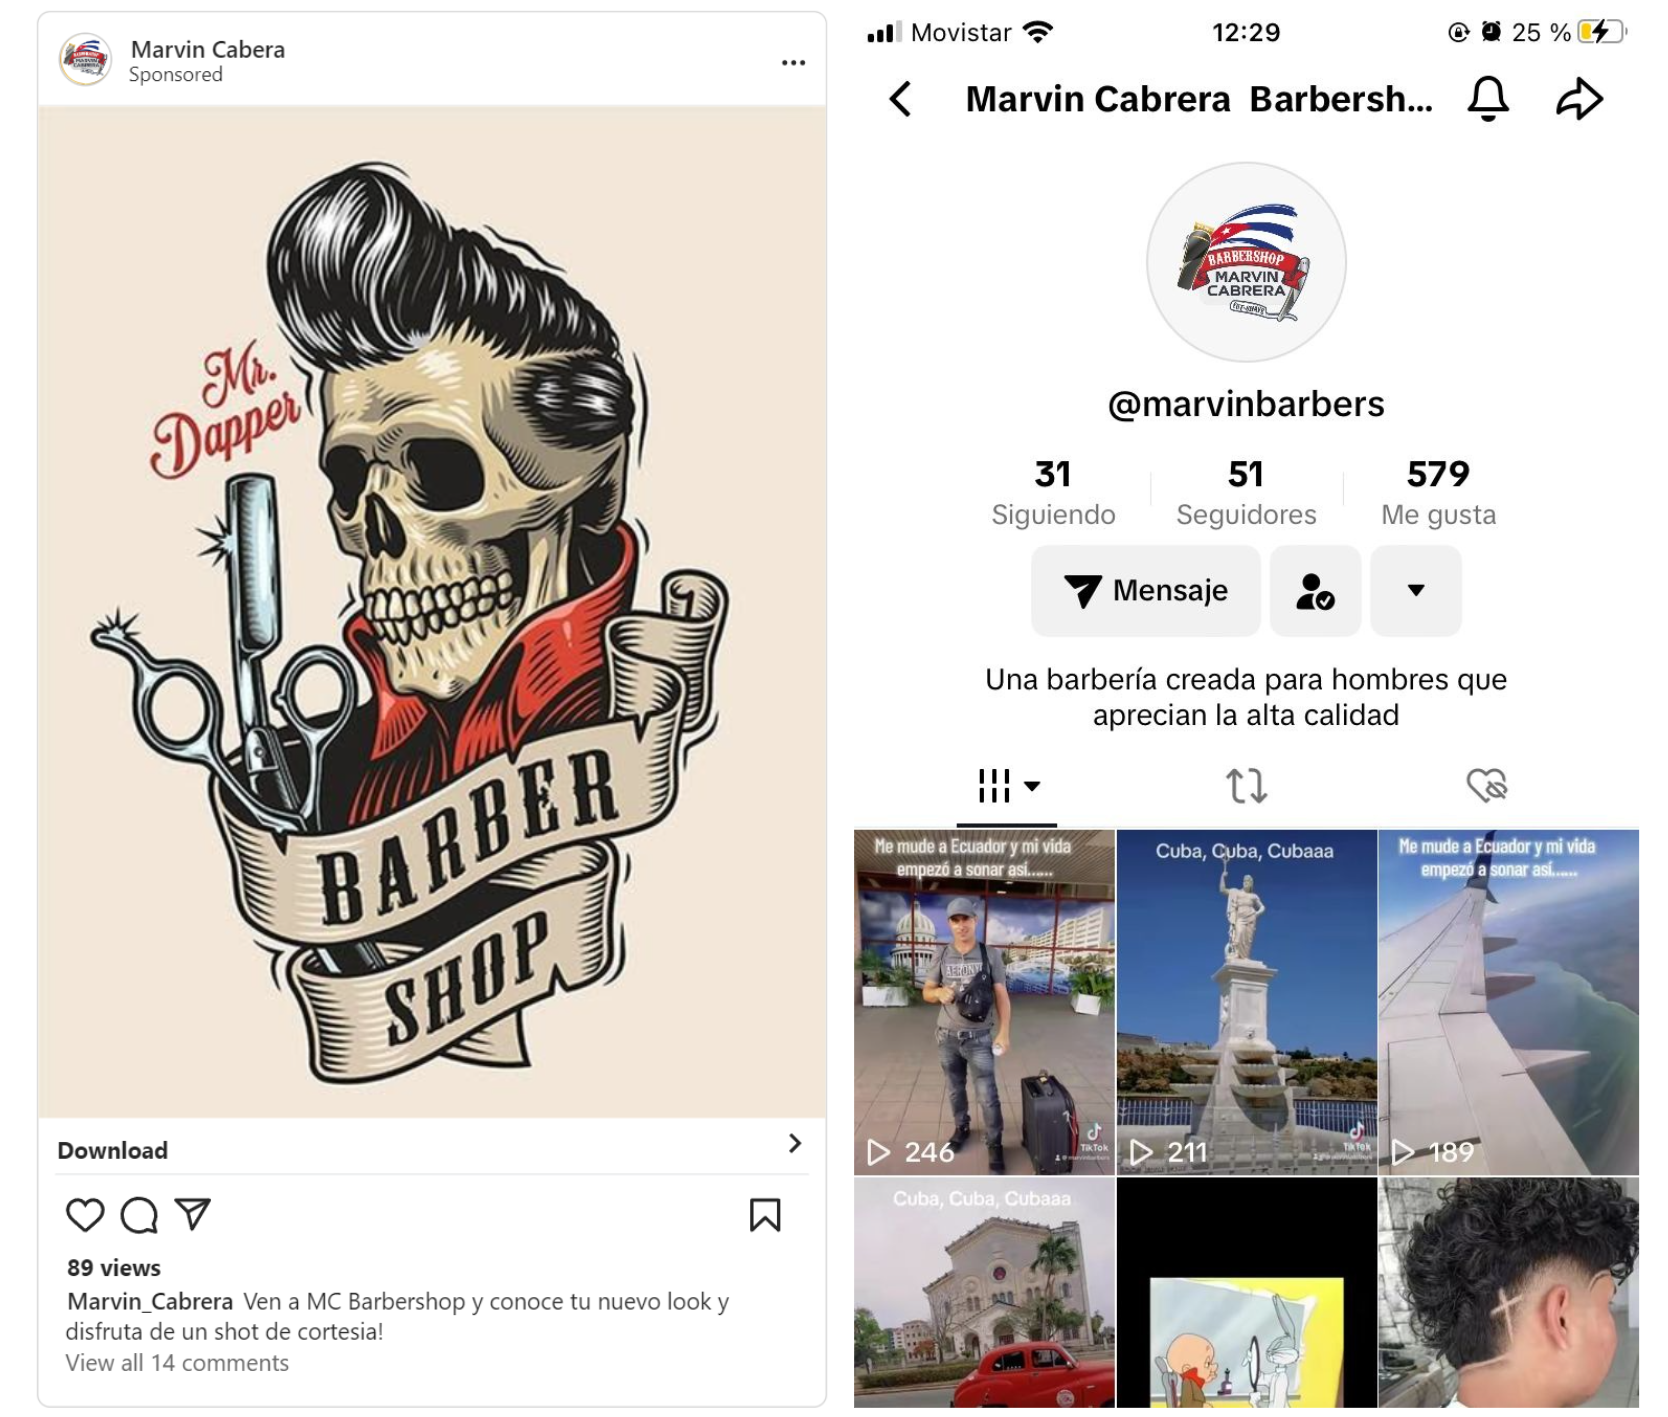 Marvin Cabera
Sponsored
Mr.
Dapper
BARBER
SHOP
Download
89 views
Marvin_Cabrera Ven a MC Barbershop y conoce tu nuevo look y
disfruta de un shot de cortesia!
View all 14 comments
Movistar
12:29
25 %
Marvin Cabrera Barbersh...
BARBERSHOP
MARVIN
CABRERA
@marvinbarbers
31
Siguiendo
51
Seguidores
579
Me gusta
Mensaje
Una barbería creada para hombres que
aprecian la alta calidad
Me mude a Ecuador y mi vida
empezó a sonar así......
246
TikTok
Cuba, Cuba, Cubaaa
211
TikTok
Me mude a Ecuador y mi vida
empezó a sonar así......
189
Cuba, Cuba, Cubaaa